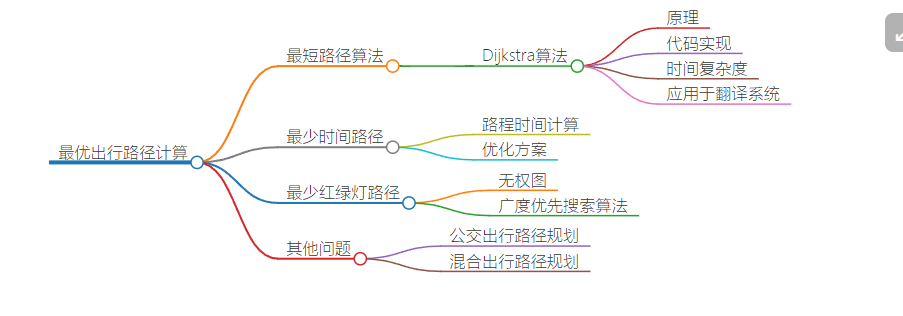 最优出行路径计算
最短路径算法
Dijkstra算法
原理
代码实现
时间复杂度
应用于翻译系统
最少时间路径
路程时间计算
优化方案
最少红绿灯路径
无权图
广度优先搜索算法
其他问题
公交出行路径规划
混合出行路径规划